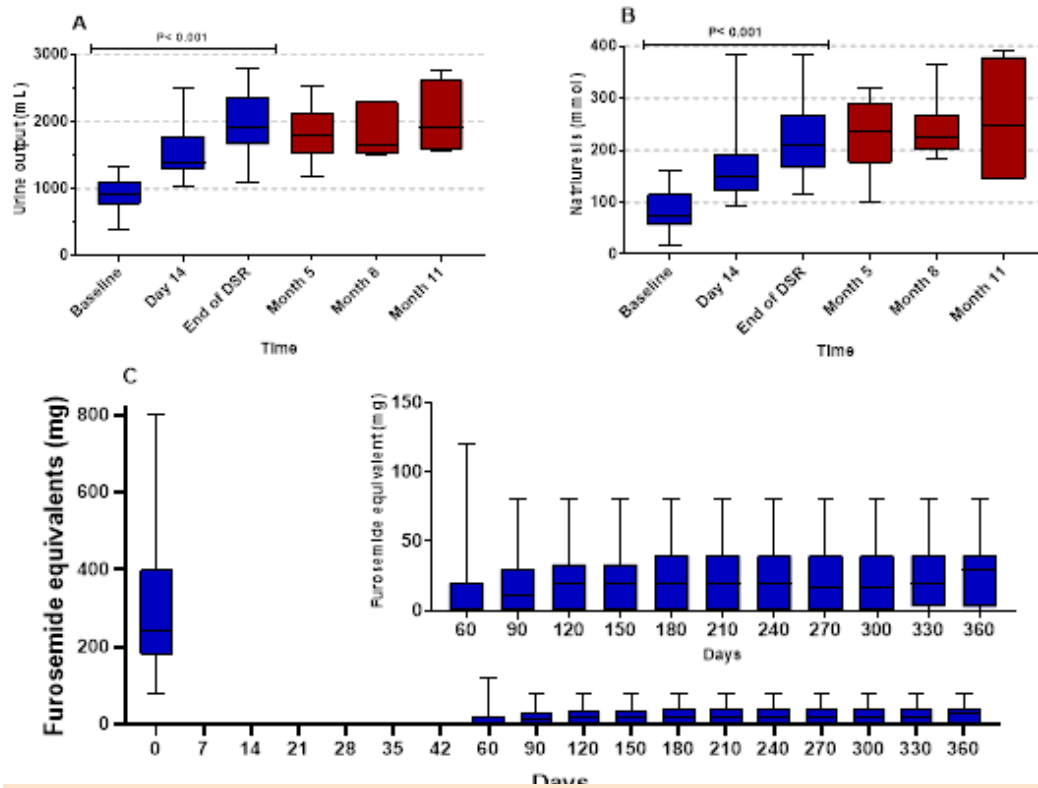 A
P< 0.001
Urine output (mL)
3000
2000
1000
0
Baseline
Day 14
End of DSR
Month 5
Month 8
Month 11
Time
B
P< 0.001
Natriuresis (mmol)
400
300
200
100
0
Baseline
Day 14
End of DSR
Month 5
Month 8
Month 11
Time
C
Furosemide equivalents (mg)
800
600
400
200
0
0 7 14 21 28 35 42 60 90 120 150 180 210 240 270 300 330 360
Days
Furosemide equivalent (mg)
150
100
50
0
60 90 120 150 180 210 240 270 300 330 360
Days